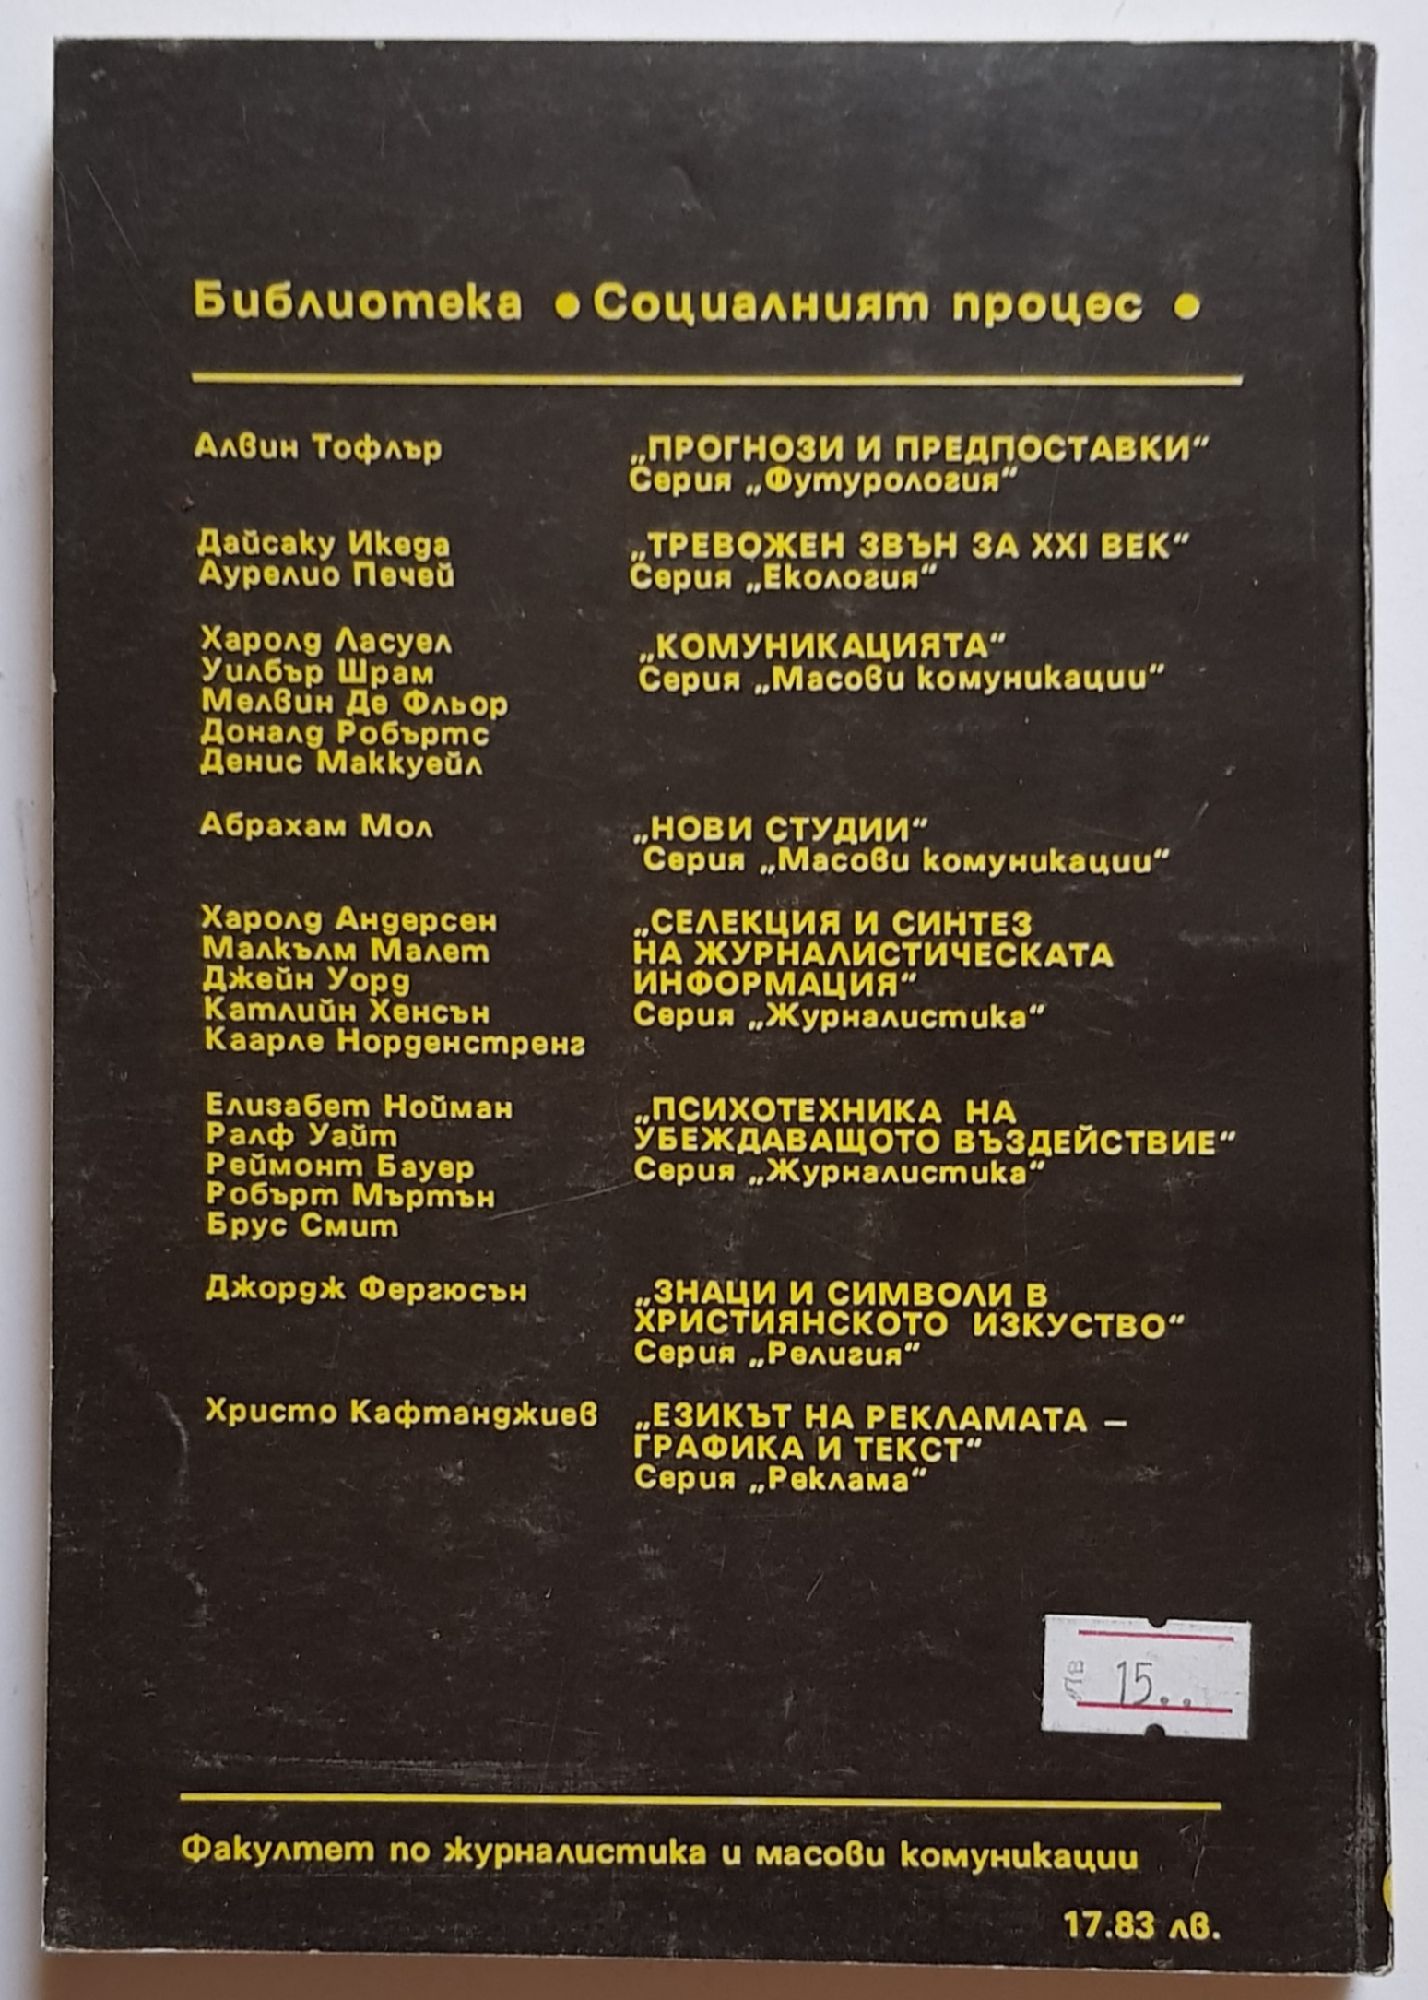 Библиотека • Социалният процес •
Алвин Тофлър „ПРОГНОЗИ И ПРЕДПОСТАВКИ“
Серия „Футурология“
Дайсаку Икеда „ТРЕВОЖЕН ЗВЪН ЗА XXI ВЕК“
Аурелио Печей Серия „Екология“
Харолд Ласуел „КОМУНИКАЦИЯТА“
Уилбър Шрам Серия „Масови комуникации“
Мелвин Де Фльор
Доналд Робъртс
Денис Маккуейл
Абрахам Мол „НОВИ СТУДИИ“
Серия „Масови комуникации“
Харолд Андерсен „СЕЛЕКЦИЯ И СИНТЕЗ
Малкълм Малет НА ЖУРНАЛИСТИЧЕСКАТА
Джейн Уорд ИНФОРМАЦИЯ“
Катлийн Хенсън Серия „Журналистика“
Каарле Норденстренг
Елизабет Нойман „ПСИХОТЕХНИКА НА
Ралф Уайт УБЕЖДАВАЩОТО ВЪЗДЕЙСТВИЕ“
Реймонт Бауер Серия „Журналистика“
Робърт Мъртън
Брус Смит
Джордж Фергюсън „ЗНАЦИ И СИМВОЛИ В
ХРИСТИЯНСКОТО ИЗКУСТВО“
Серия „Религия“
Христо Кафтанджиев „ЕЗИКЪТ НА РЕКЛАМАТА –
ГРАФИКА И ТЕКСТ“
Серия „Реклама“
лв 15..
Факултет по журналистика и масови комуникации
17.83 лв.